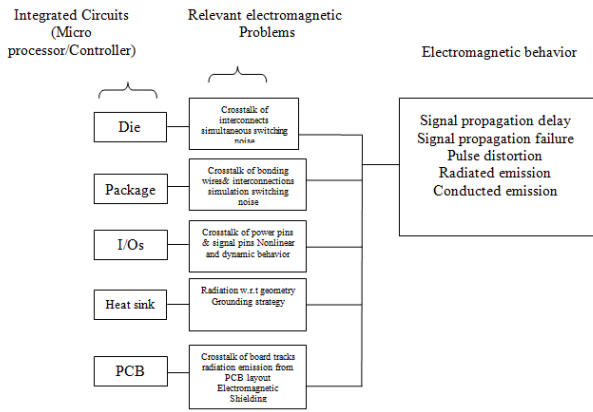 Integrated Circuits
(Micro
processor/Controller)
Relevant electromagnetic
Problems
Electromagnetic behavior
Die
Crosstalk of
interconnects
simultaneous switching
noise
Signal propagation delay
Signal propagation failure
Pulse distortion
Radiated emission
Conducted emission
Package
Crosstalk of bonding
wires& interconnections
simulation switching
noise
I/Os
Crosstalk of power pins
& signal pins Nonlinear
and dynamic behavior
Heat sink
Radiation w.r.t geometry
Grounding strategy
PCB
Crosstalk of board tracks
radiation emission from
PCB layout
Electromagnetic
Shielding